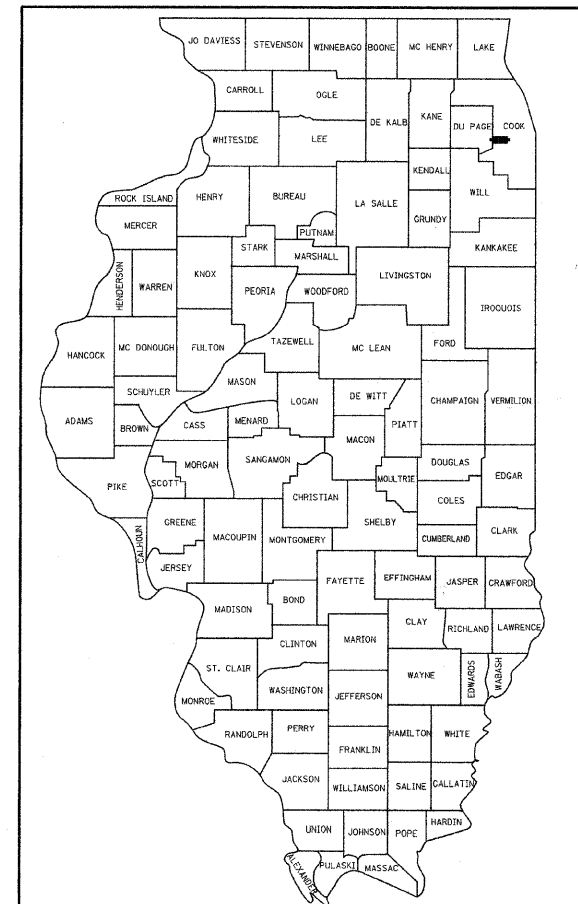 JO DAVIESS STEVENSON WINNEBAGO BOONE MC HENRY LAKE
CARROLL OGLE
DE KALB KANE DU PAGE COOK
WHITESIDE LEE
KENDALL
WILL
ROCK ISLAND HENRY BUREAU LA SALLE GRUNDY
MERCER PUTNAM
STARK MARSHALL KANKAKEE
HENDERSON WARREN KNOX PEORIA WOODFORD LIVINGSTON
IROQUOIS
TAZEWELL MC LEAN FORD
HANCOCK MC DONOUGH FULTON
MASON
SCHUYLER LOGAN DE WITT CHAMPAIGN VERMILION
ADAMS BROWN CASS MENARD PIATT
MACON
MORGAN SANGAMON DOUGLAS
PIKE SCOTT MOULTRIE EDGAR
CHRISTIAN COLES
GREENE MACOUPIN MONTGOMERY SHELBY CLARK
CALHOUN CUMBERLAND
JERSEY FAYETTE EFFINGHAM JASPER CRAWFORD
MADISON BOND
CLAY RICHLAND LAWRENCE
CLINTON MARION
ST. CLAIR WAYNE EDWARDS WABASH
WASHINGTON JEFFERSON
MONROE
RANDOLPH PERRY HAMILTON WHITE
FRANKLIN
JACKSON WILLIAMSON SALINE GALLATIN
HARDIN
UNION JOHNSON POPE
ALEXANDER PULASKI MASSAC